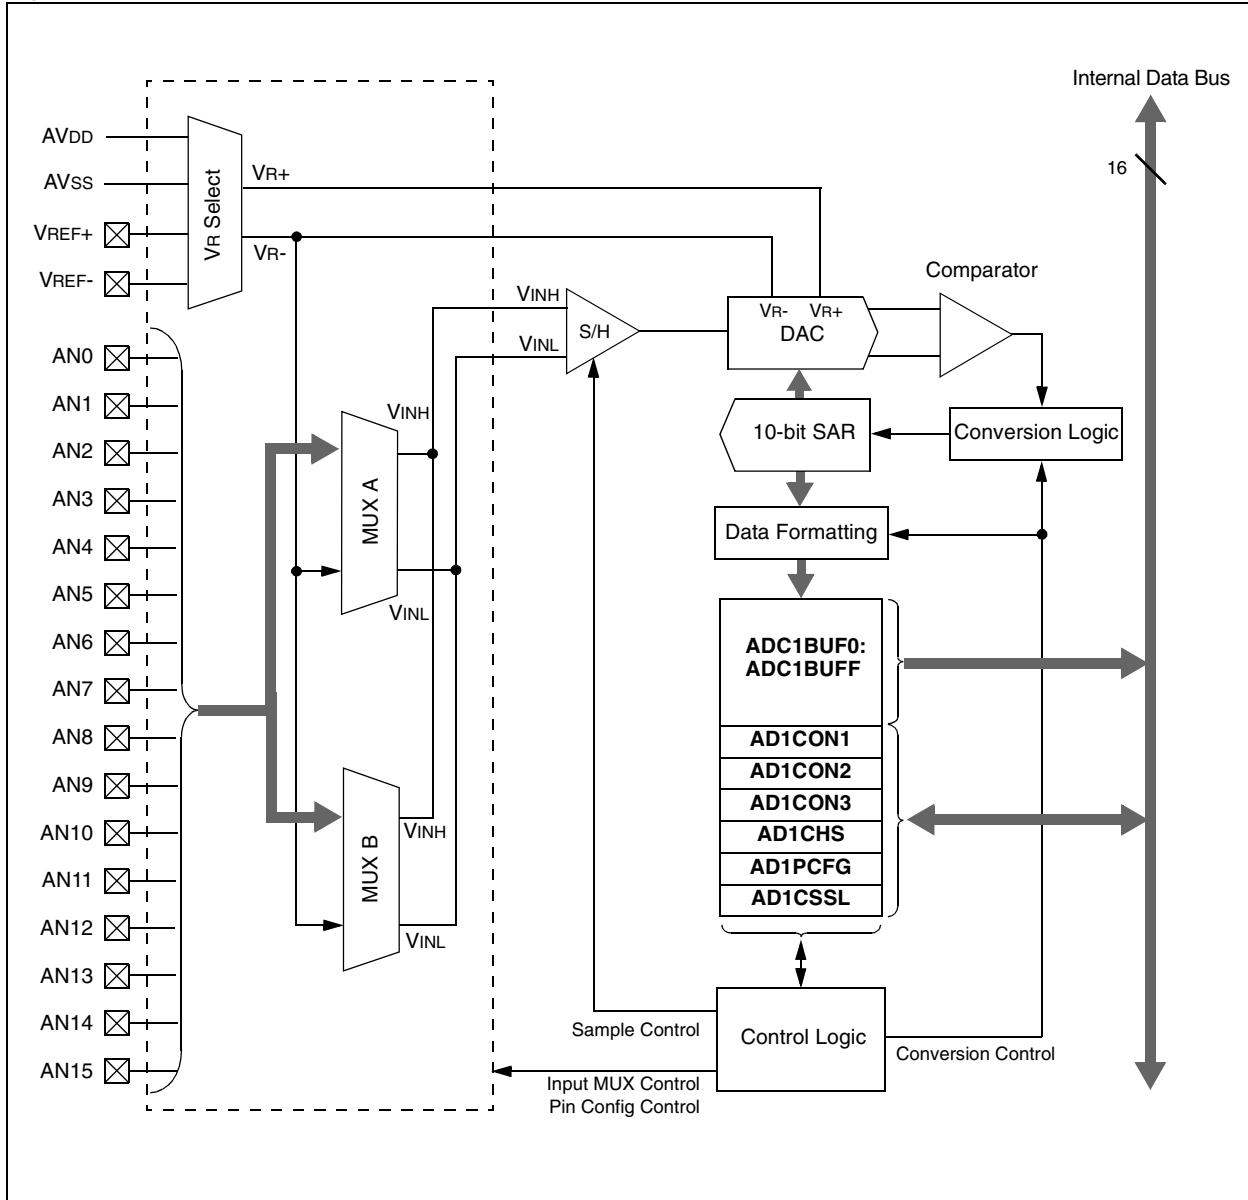 Internal Data Bus
16
AVDD
AVSS
VREF+
VREF-
VR Select
VR+
VR-
AN0
AN1
AN2
AN3
AN4
AN5
AN6
AN7
AN8
AN9
AN10
AN11
AN12
AN13
AN14
AN15
MUX A
VINH
VINL
MUX B
VINH
VINL
VINH
VINL
S/H
VR- VR+
DAC
Comparator
10-bit SAR
Conversion Logic
Data Formatting
ADC1BUF0:
ADC1BUFF
AD1CON1
AD1CON2
AD1CON3
AD1CHS
AD1PCFG
AD1CSSL
Control Logic
Sample Control
Conversion Control
Input MUX Control
Pin Config Control